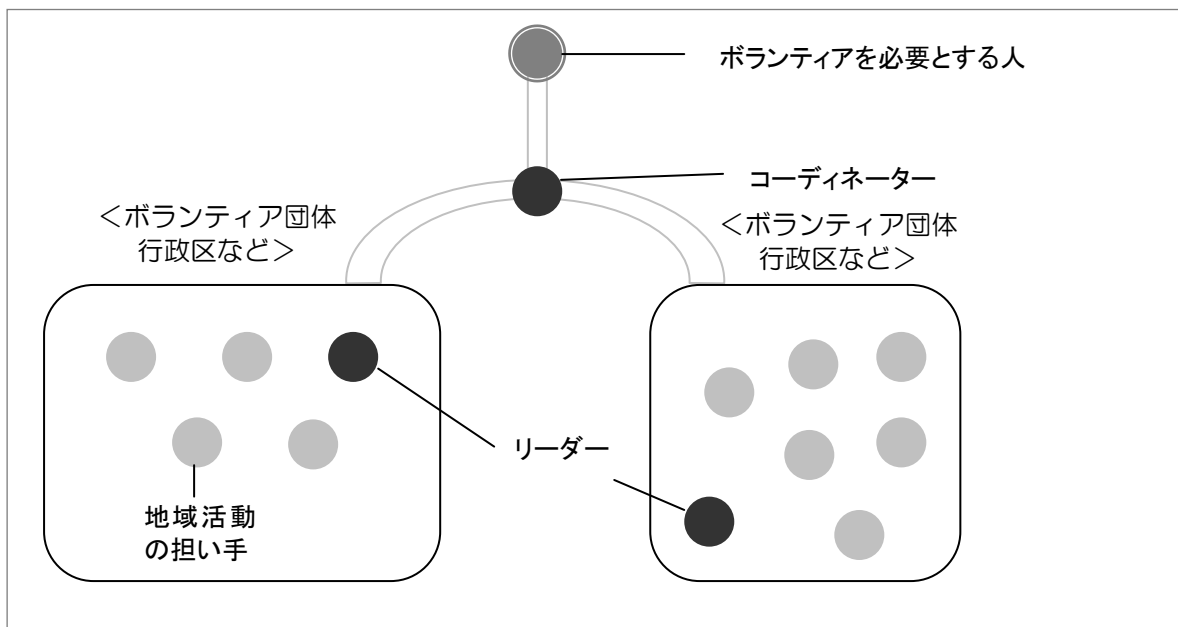 ボランティアを必要とする人
コーディネーター
＜ボランティア団体
行政区など＞
＜ボランティア団体
行政区など＞
リーダー
地域活動
の担い手